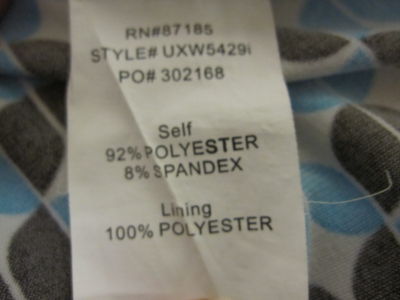 RN#87185
STYLE# UXW5429i
PO# 302168
Self
92% POLYESTER
8% SPANDEX
Lining
100% POLYESTER